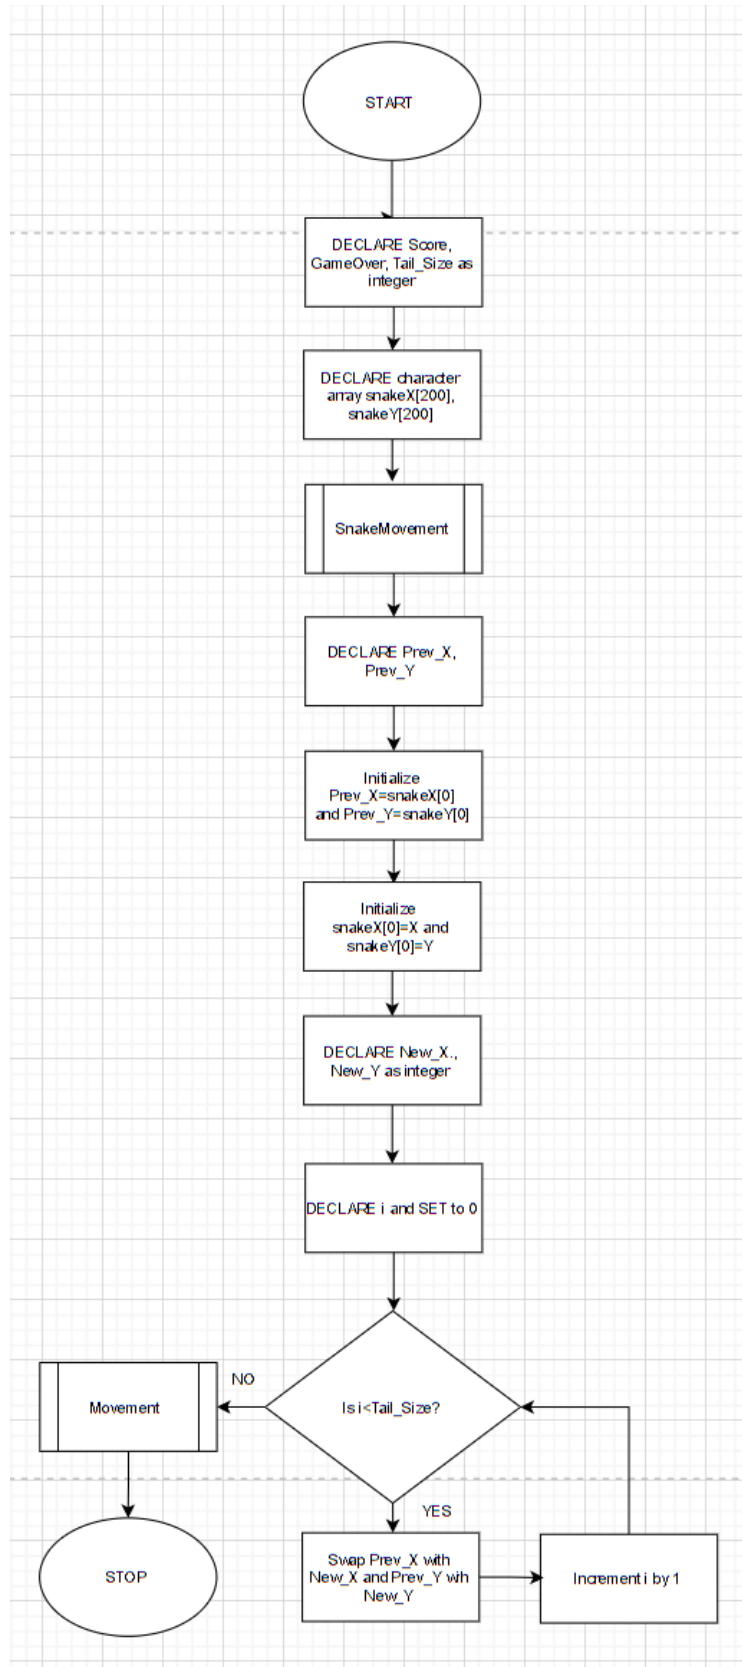 START
DECLARE Score,
GameOver, Tail_Size as
integer
DECLARE character
array snakeX[200],
snakeY[200]
SnakeMovement
DECLARE Prev_X,
Prev_Y
Initialize
Prev_X=snakeX[0]
and Prev_Y=snakeY[0]
Initialize
snakeX[0]=X and
snakeY[0]=Y
DECLARE New_X.,
New_Y as integer
DECLARE i and SET to 0
Is i<Tail_Size?
NO
Movement
STOP
YES
Swap Prev_X with
New_X and Prev_Y wih
New_Y
Increment i by 1